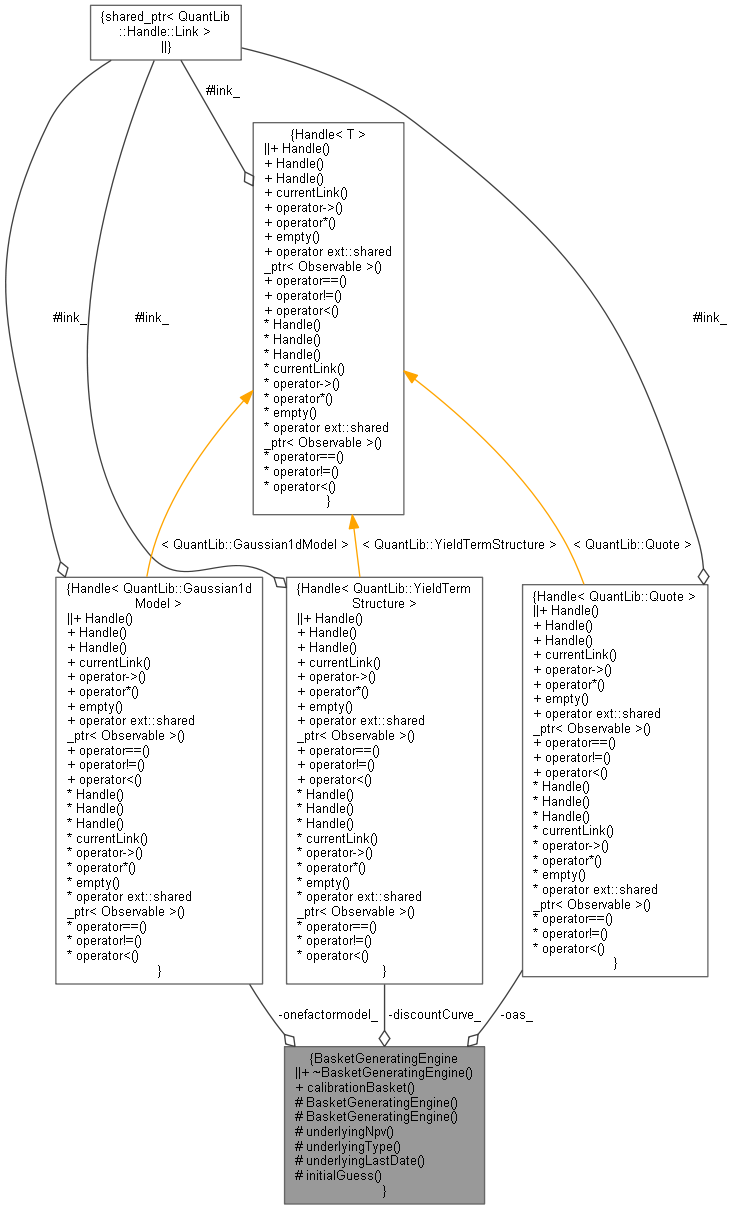 {shared_ptr< QuantLib
::Handle::Link >
||}
#link_
{Handle< T >
||+ Handle()
+ Handle()
+ Handle()
+ currentLink()
+ operator->()
+ operator*()
+ empty()
+ operator ext::shared
_ptr< Observable >()
+ operator==()
+ operator!=()
+ operator<()
* Handle()
* Handle()
* Handle()
* currentLink()
* operator->()
* operator*()
* empty()
* operator ext::shared
_ptr< Observable >()
* operator==()
* operator!=()
* operator<()
}
#link_
#link_
#link_
< QuantLib::Gaussian1dModel >
< QuantLib::YieldTermStructure >
< QuantLib::Quote >
{Handle< QuantLib::Gaussian1d
Model >
||+ Handle()
+ Handle()
+ Handle()
+ currentLink()
+ operator->()
+ operator*()
+ empty()
+ operator ext::shared
_ptr< Observable >()
+ operator==()
+ operator!=()
+ operator<()
* Handle()
* Handle()
* Handle()
* currentLink()
* operator->()
* operator*()
* empty()
* operator ext::shared
_ptr< Observable >()
* operator==()
* operator!=()
* operator<()
}
{Handle< QuantLib::YieldTerm
Structure >
||+ Handle()
+ Handle()
+ Handle()
+ currentLink()
+ operator->()
+ operator*()
+ empty()
+ operator ext::shared
_ptr< Observable >()
+ operator==()
+ operator!=()
+ operator<()
* Handle()
* Handle()
* Handle()
* currentLink()
* operator->()
* operator*()
* empty()
* operator ext::shared
_ptr< Observable >()
* operator==()
* operator!=()
* operator<()
}
{Handle< QuantLib::Quote >
||+ Handle()
+ Handle()
+ Handle()
+ currentLink()
+ operator->()
+ operator*()
+ empty()
+ operator ext::shared
_ptr< Observable >()
+ operator==()
+ operator!=()
+ operator<()
* Handle()
* Handle()
* Handle()
* currentLink()
* operator->()
* operator*()
* empty()
* operator ext::shared
_ptr< Observable >()
* operator==()
* operator!=()
* operator<()
}
-onefactormodel_
-discountCurve_
-oas_
{BasketGeneratingEngine
||+ ~BasketGeneratingEngine()
+ calibrationBasket()
# BasketGeneratingEngine()
# BasketGeneratingEngine()
# underlyingNpv()
# underlyingType()
# underlyingLastDate()
# initialGuess()
}